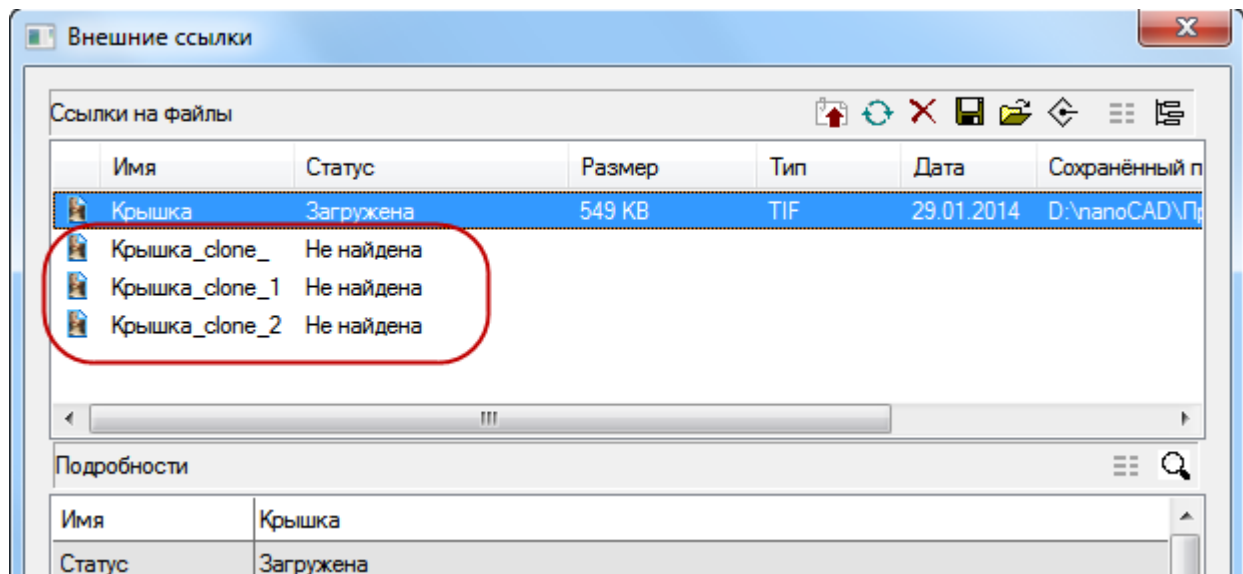 Внешние ссылки
Ссылки на файлы
Имя Статус Размер Тип Дата Сохранённый п
Крышка Загружена 549 KB TIF 29.01.2014 D:\nanoCAD\Пр
Крышка_clone_ Не найдена
Крышка_clone_1 Не найдена
Крышка_clone_2 Не найдена
Подробности
Имя Крышка
Статус Загружена